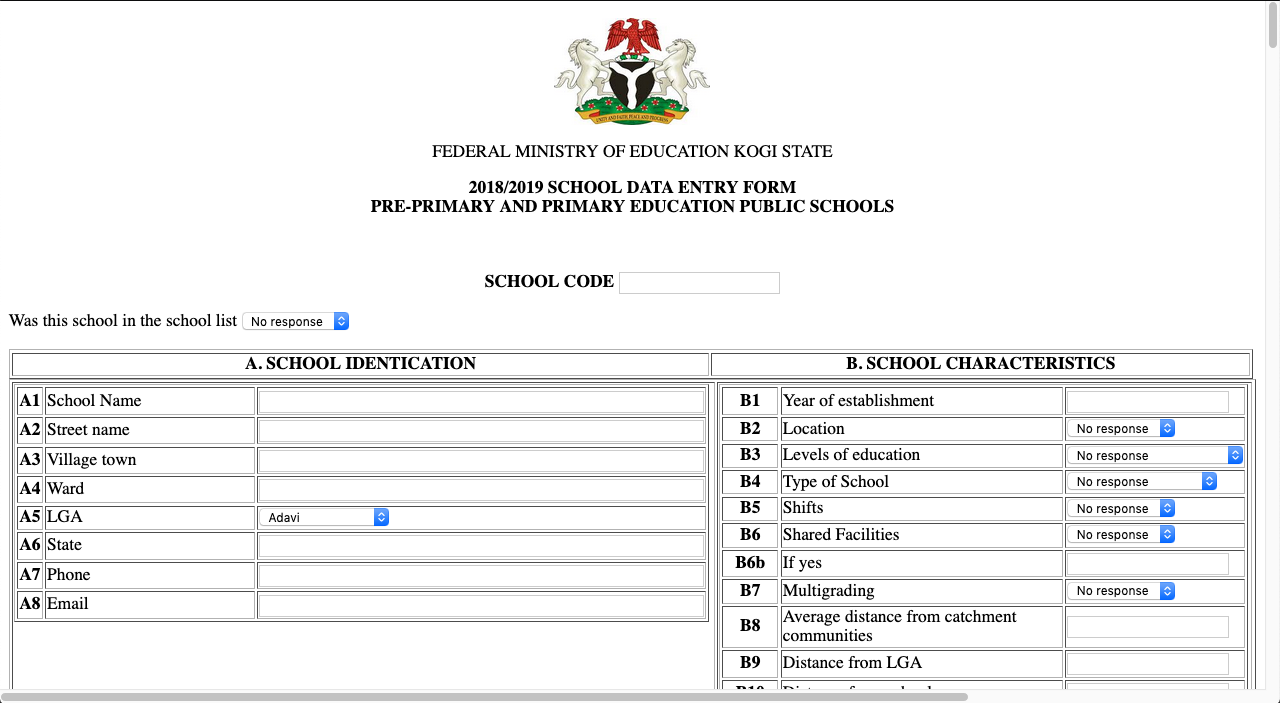 UNITY AND FAITH, PEACE AND PROGRESS
FEDERAL MINISTRY OF EDUCATION KOGI STATE
2018/2019 SCHOOL DATA ENTRY FORM
PRE-PRIMARY AND PRIMARY EDUCATION PUBLIC SCHOOLS
SCHOOL CODE
Was this school in the school list No response
A. SCHOOL IDENTICATION
A1 School Name
A2 Street name
A3 Village town
A4 Ward
A5 LGA Adavi
A6 State
A7 Phone
A8 Email
B. SCHOOL CHARACTERISTICS
B1 Year of establishment
B2 Location No response
B3 Levels of education No response
B4 Type of School No response
B5 Shifts No response
B6 Shared Facilities No response
B6b If yes
B7 Multigrading No response
B8 Average distance from catchment
communities
B9 Distance from LGA